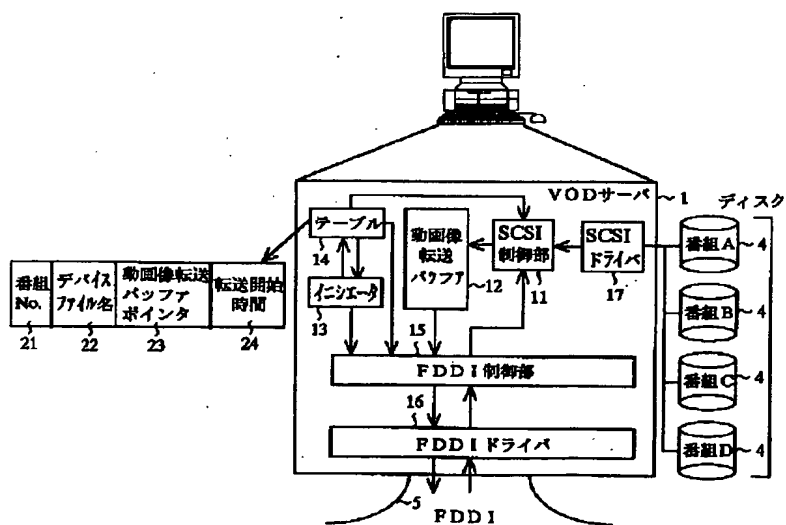 VODサーバ
1
ディスク
テーブル
14
動画像
転送
バッファ
12
SCSI
制御部
11
SCSI
ドライバ
17
番組A
4
番組B
4
番組C
4
番組D
4
イニシエータ
13
番組
No.
21
デバイス
ファイル名
22
動画像転送
バッファ
ポインタ
23
転送開始
時間
24
15
FDDI制御部
16
FDDIドライバ
5
FDDI